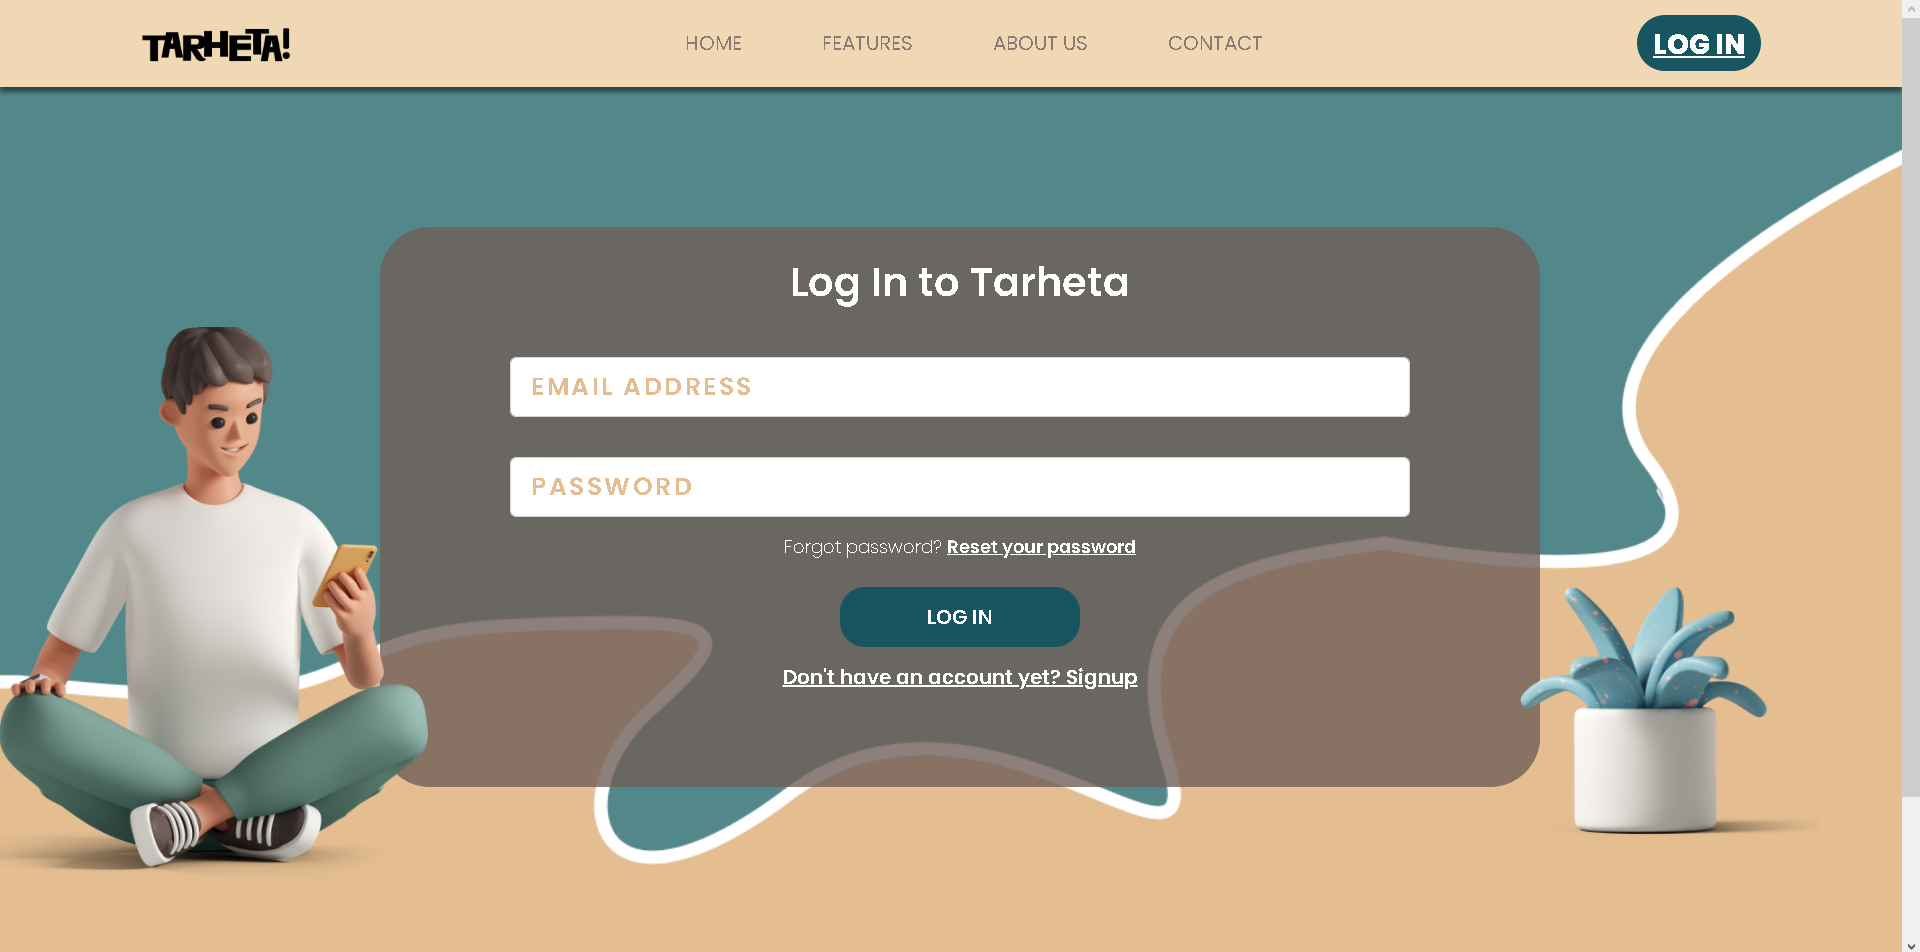 TARHETA!
HOME
FEATURES
ABOUT US
CONTACT
LOG IN
Log In to Tarheta
EMAIL ADDRESS
PASSWORD
Forgot password? Reset your password
LOG IN
Don't have an account yet? Signup